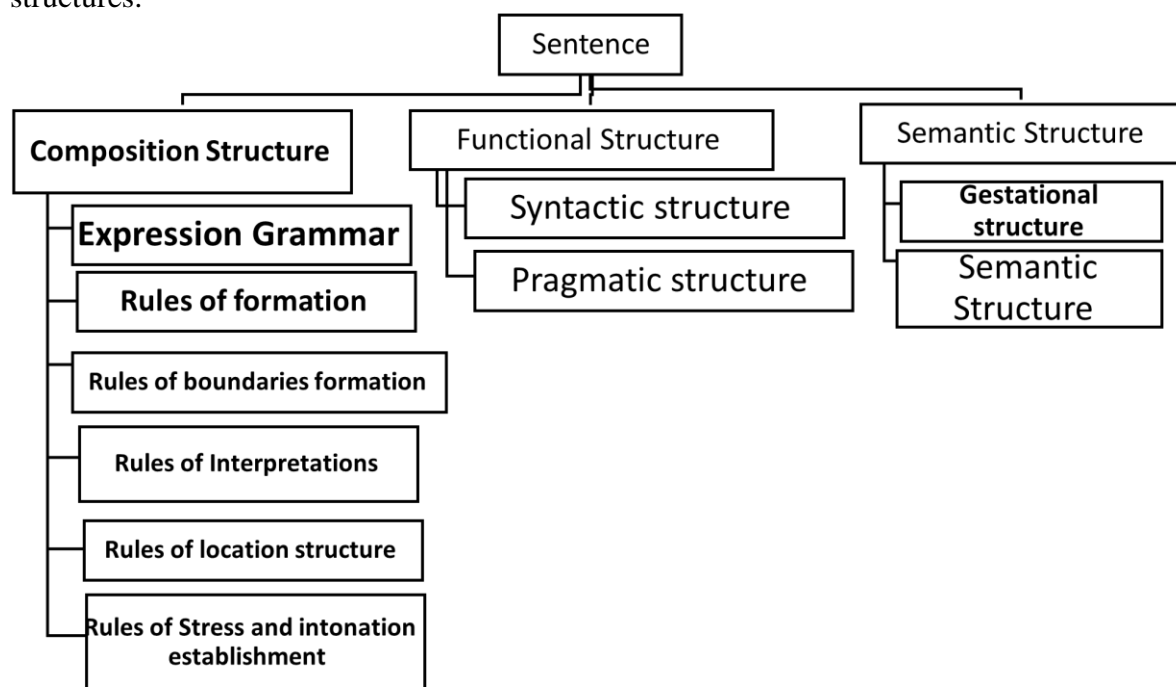 structures.
Sentence
Composition Structure
Functional Structure
Semantic Structure
Expression Grammar
Rules of formation
Rules of boundaries formation
Rules of Interpretations
Rules of location structure
Rules of Stress and intonation
establishment
Syntactic structure
Pragmatic structure
Gestational
structure
Semantic
Structure